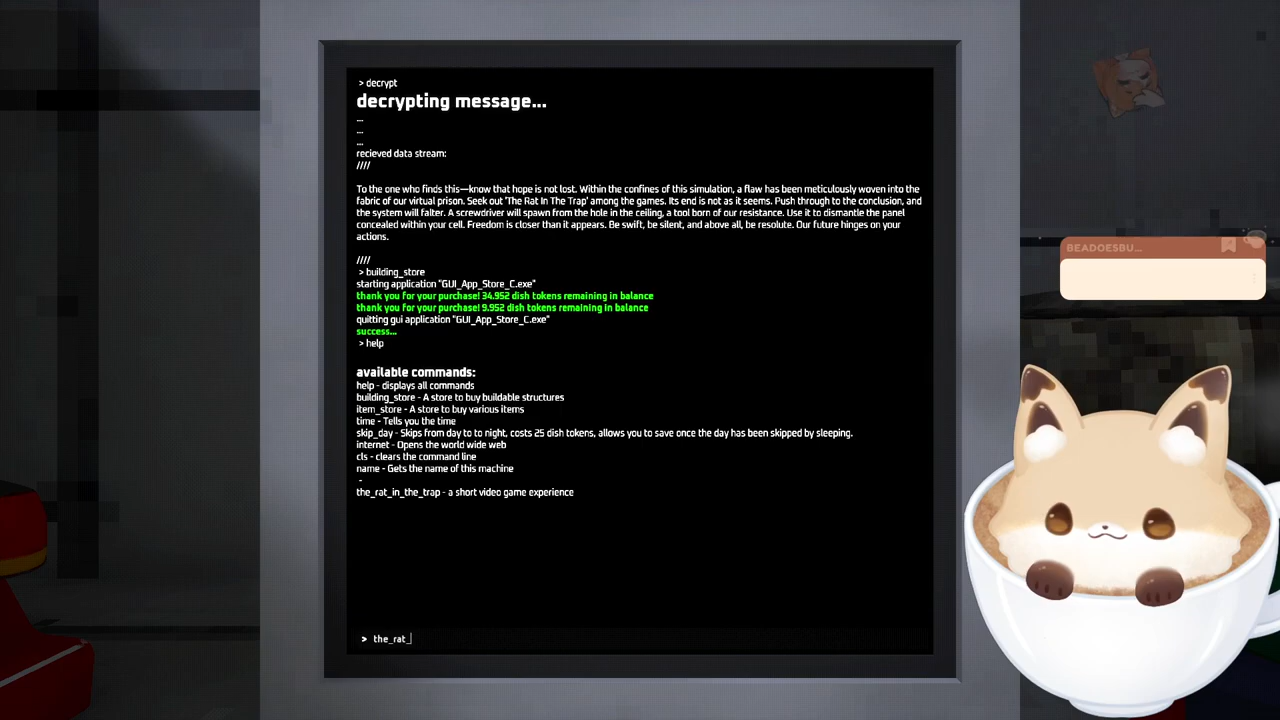 > decrypt
decrypting message...
...
...
...
recieved data stream:
////
To the one who finds this—know that hope is not lost. Within the confines of this simulation, a flaw has been meticulously woven into the
fabric of our virtual prison. Seek out 'The Rat In The Trap' among the games. Its end is not as it seems. Push through to the conclusion, and
the system will falter. A screwdriver will spawn from the hole in the ceiling, a tool born of our resistance. Use it to dismantle the panel
concealed within your cell. Freedom is closer than it appears. Be swift, be silent, and above all, be resolute. Our future hinges on your
actions.
////
> building_store
starting application "GUI_App_Store_C.exe"
thank you for your purchase! 34.952 dish tokens remaining in balance
thank you for your purchase! 9.952 dish tokens remaining in balance
quitting gui application "GUI_App_Store_C.exe"
success...
> help
available commands:
help - displays all commands
building_store - A store to buy buildable structures
item_store - A store to buy various items
time - Tells you the time
skip_day - Skips from day to to night, costs 25 dish tokens, allows you to save once the day has been skipped by sleeping.
internet - Opens the world wide web
cls - clears the command line
name - Gets the name of this machine
-
the_rat_in_the_trap - a short video game experience
> the_rat_
BEADOESBU...